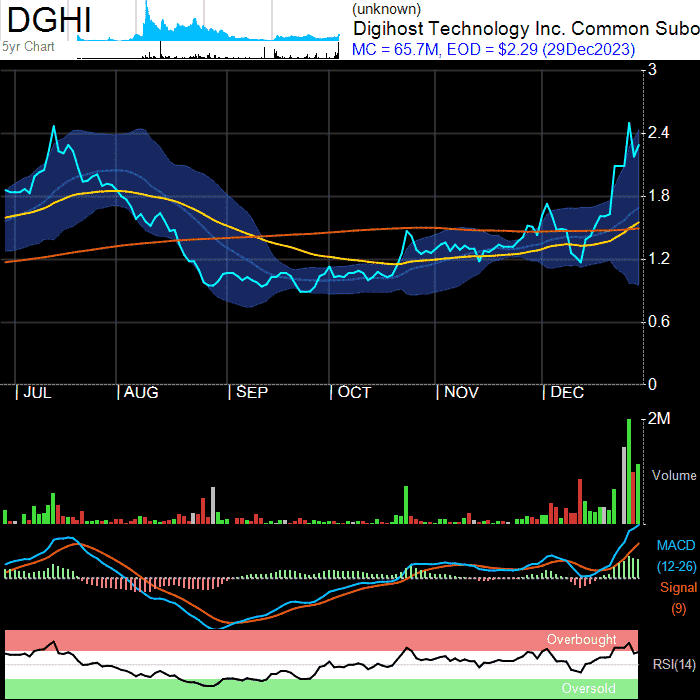 DGHI
5yr Chart
(unknown)
Digihost Technology Inc. Common Subo
MC = 65.7M, EOD = $2.29 (29Dec2023)
3
2.4
1.8
1.2
0.6
0
JUL AUG SEP OCT NOV DEC
2M
Volume
MACD
(12-26)
Signal
(9)
Overbought
RSI(14)
Oversold